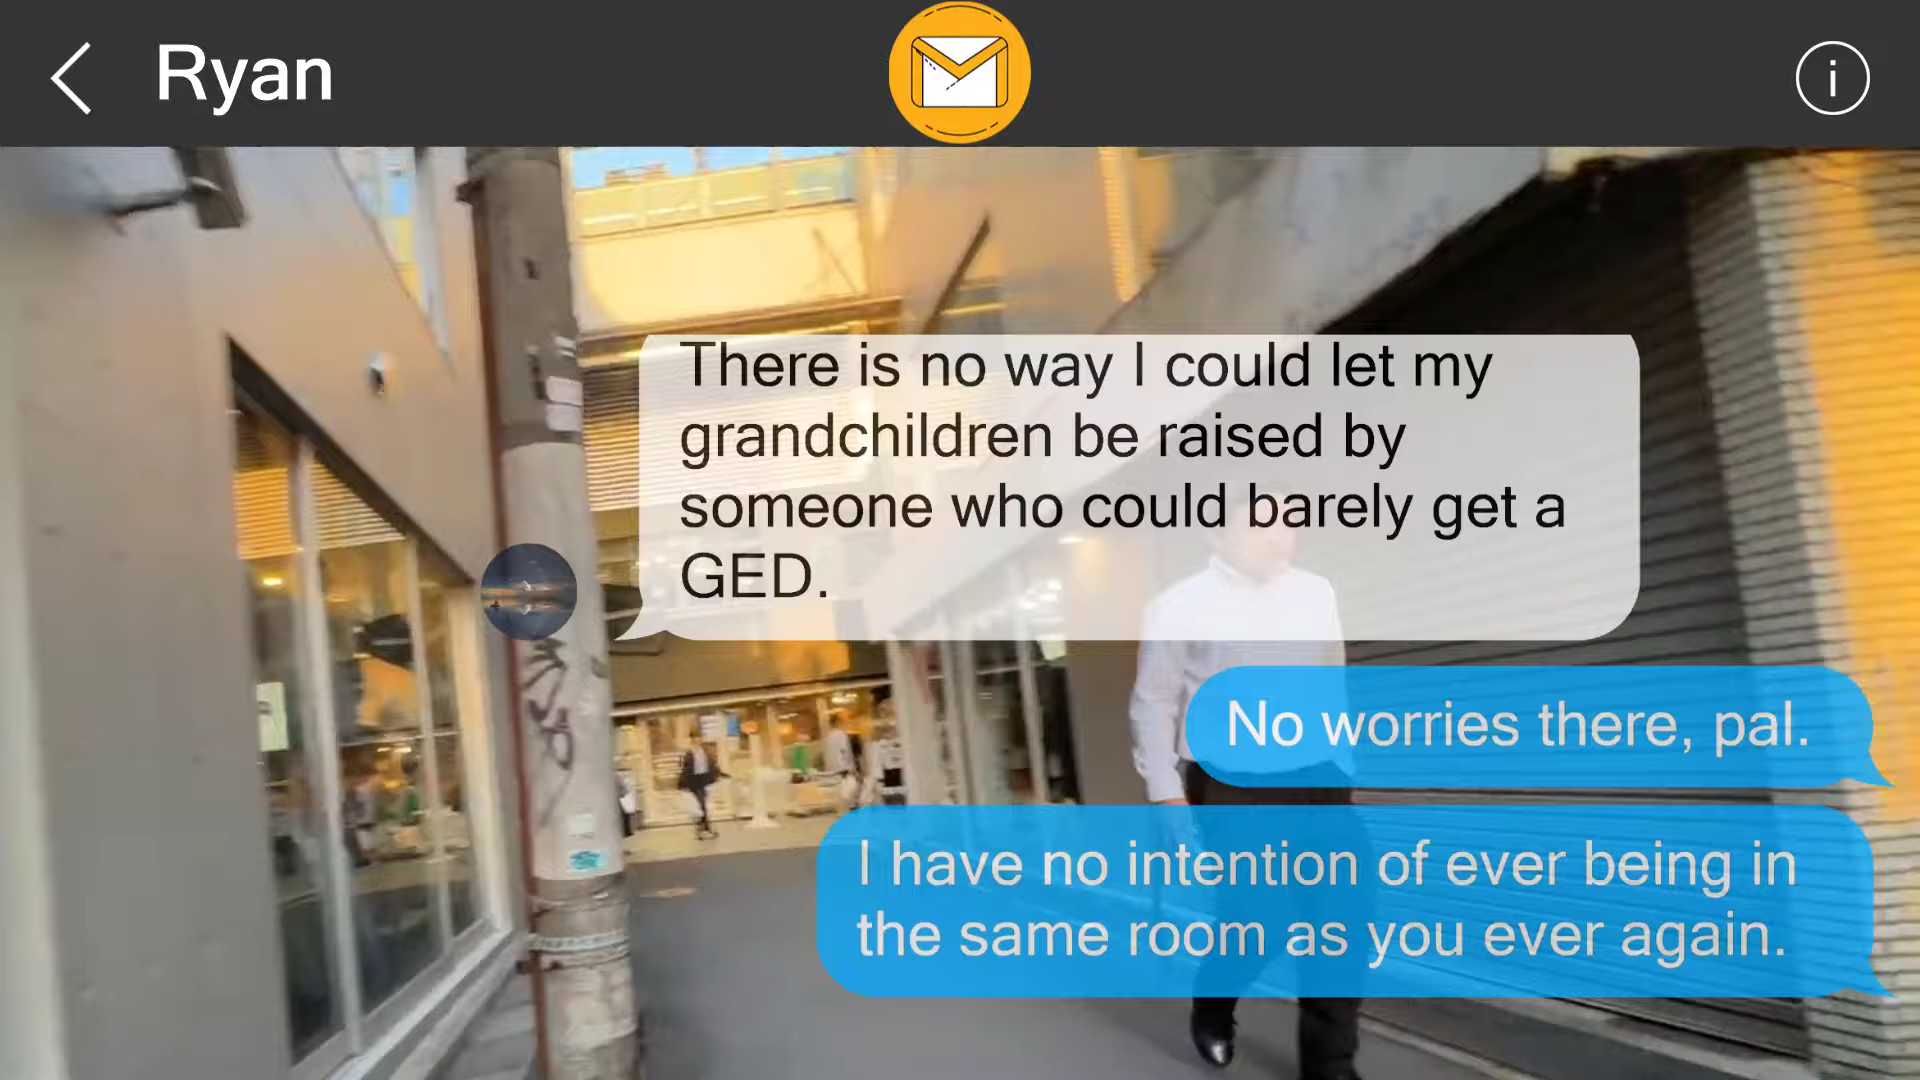 Ryan
There is no way I could let my
grandchildren be raised by
someone who could barely get a
GED.
No worries there, pal.
I have no intention of ever being in
the same room as you ever again.